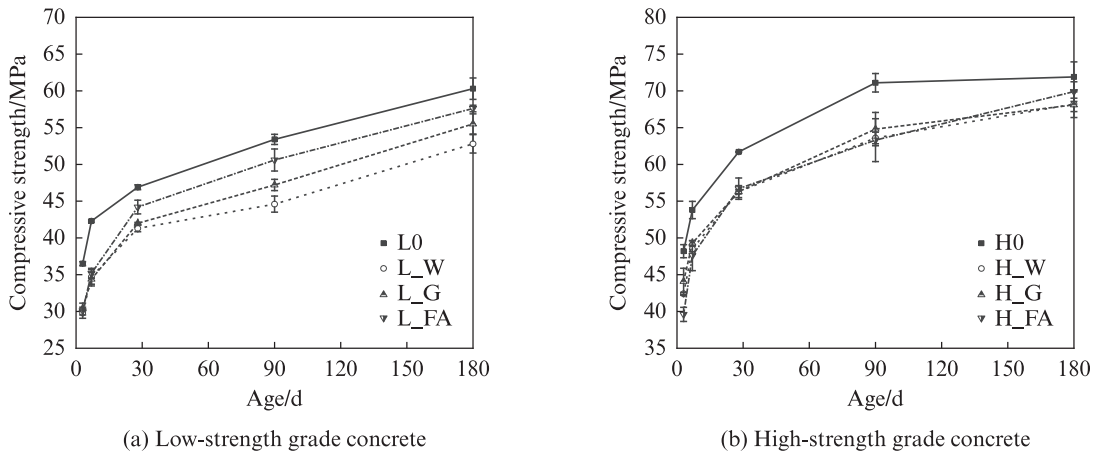 70
65
60
55
50
45
40
35
30
25
Compressive strength/MPa
L0
L_W
L_G
L_FA
0 30 60 90 120 150 180
Age/d
(a) Low-strength grade concrete
80
75
70
65
60
55
50
45
40
35
Compressive strength/MPa
H0
H_W
H_G
H_FA
0 30 60 90 120 150 180
Age/d
(b) High-strength grade concrete